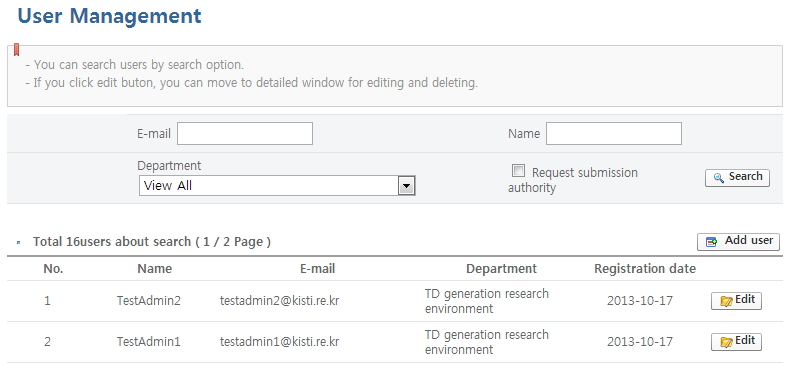 User Management
- You can search users by search option.
- If you click edit buton, you can move to detailed window for editing and deleting.
E-mail Name
Department
View All
Request submission
authority
Search
Total 16users about search ( 1 / 2 Page )
Add user
No. Name E-mail Department Registration date
1 TestAdmin2 testadmin2@kisti.re.kr TD generation research
environment 2013-10-17 Edit
2 TestAdmin1 testadmin1@kisti.re.kr TD generation research
environment 2013-10-17 Edit